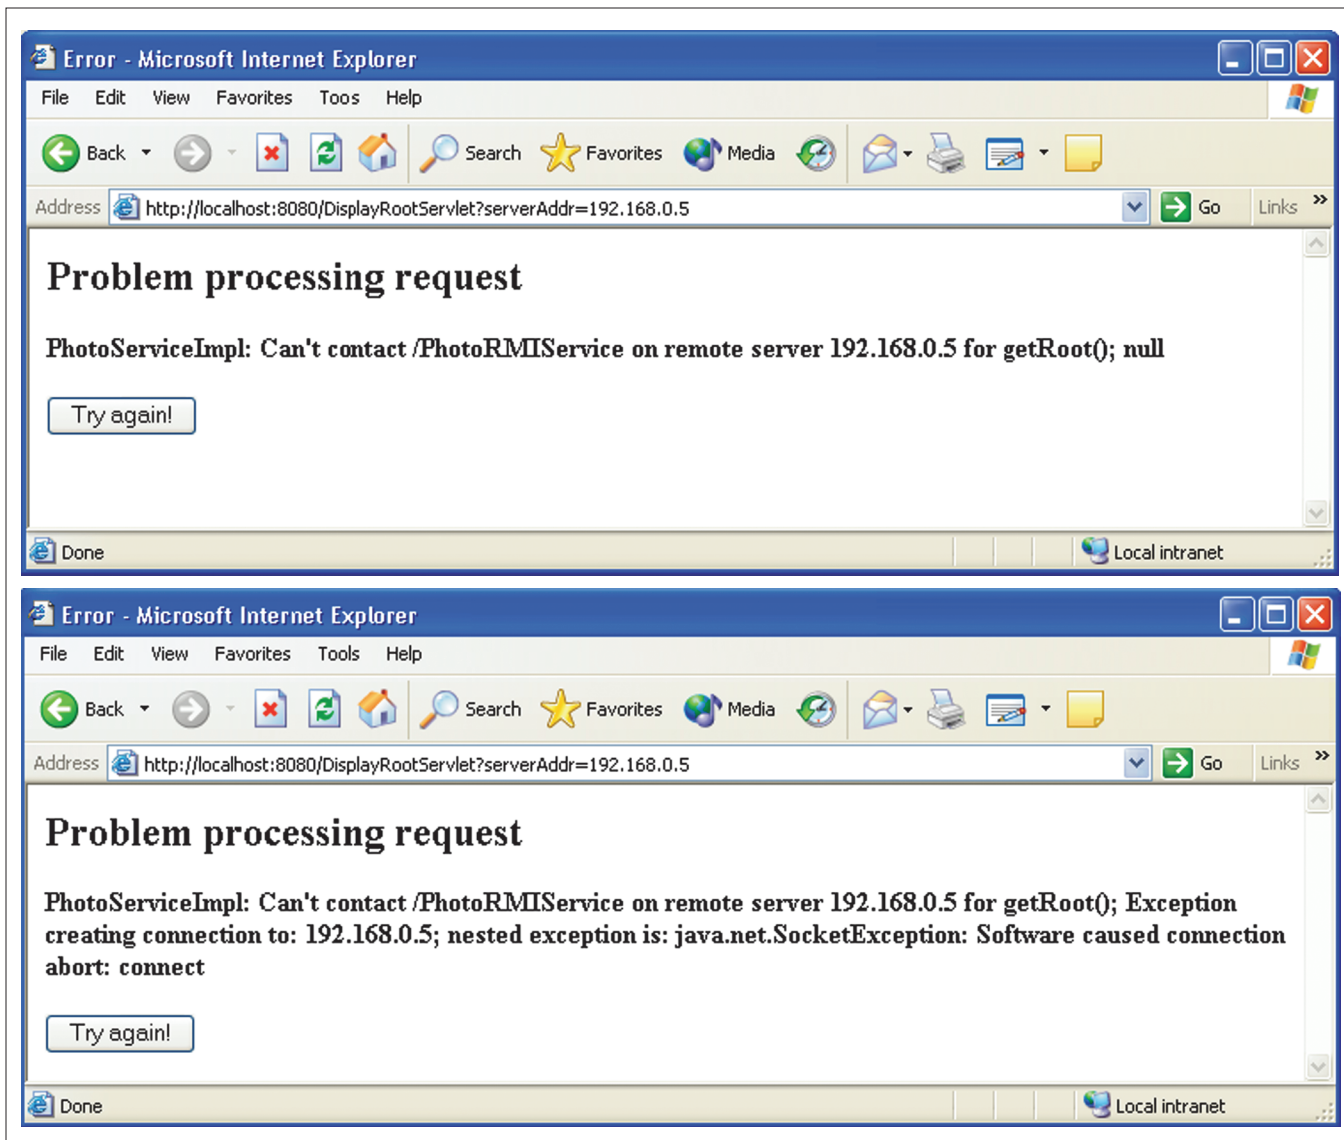 Error - Microsoft Internet Explorer
File Edit View Favorites Toos Help
Back Search Favorites Media
Address http://localhost:8080/DisplayRootServlet?serverAddr=192.168.0.5 Go Links »
Problem processing request
PhotoServiceImpl: Can't contact /PhotoRMIService on remote server 192.168.0.5 for getRoot(); null
Try again!
Done Local intranet
Error - Microsoft Internet Explorer
File Edit View Favorites Tools Help
Back Search Favorites Media
Address http://localhost:8080/DisplayRootServlet?serverAddr=192.168.0.5 Go Links »
Problem processing request
PhotoServiceImpl: Can't contact /PhotoRMIService on remote server 192.168.0.5 for getRoot(); Exception
creating connection to: 192.168.0.5; nested exception is: java.net.SocketException: Software caused connection
abort: connect
Try again!
Done Local intranet